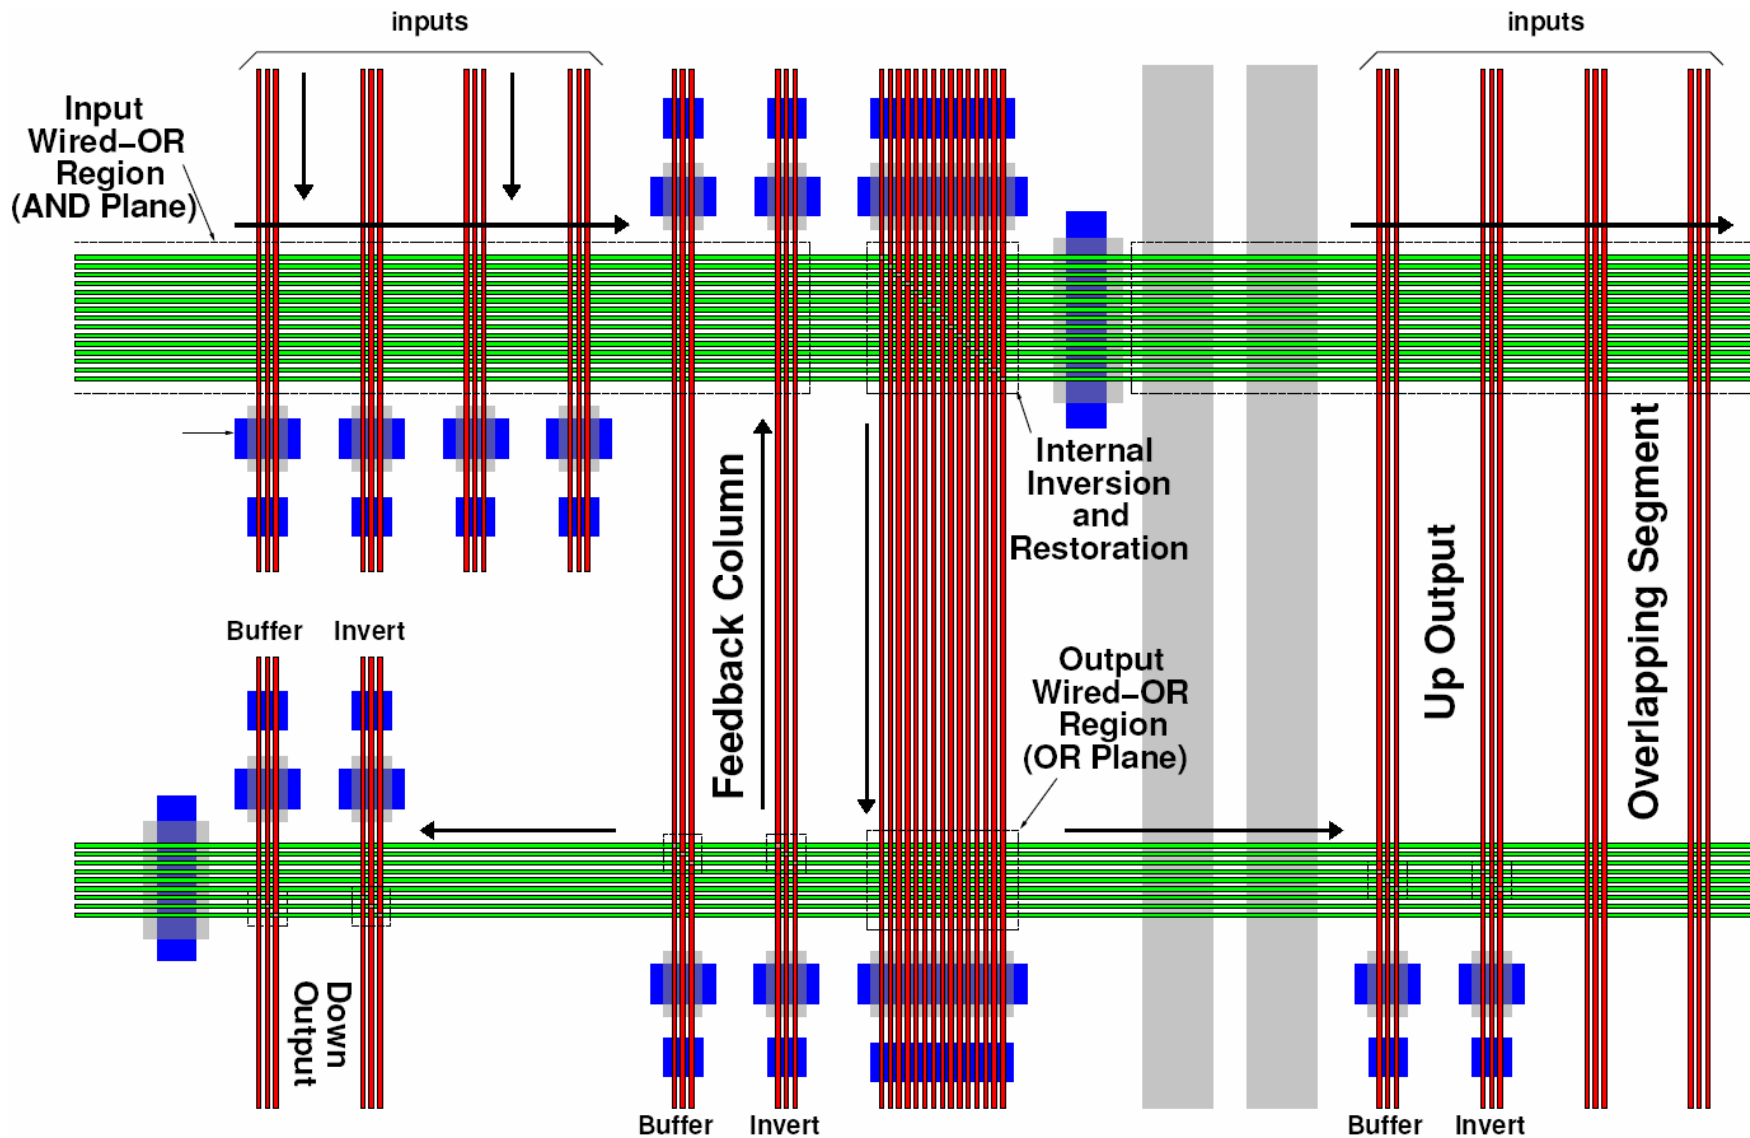 inputs
inputs
Input
Wired–OR
Region
(AND Plane)
Internal
Inversion
and
Restoration
Feedback Column
Up Output
Overlapping Segment
Buffer
Invert
Output
Wired–OR
Region
(OR Plane)
Down
Output
Buffer
Invert
Buffer
Invert